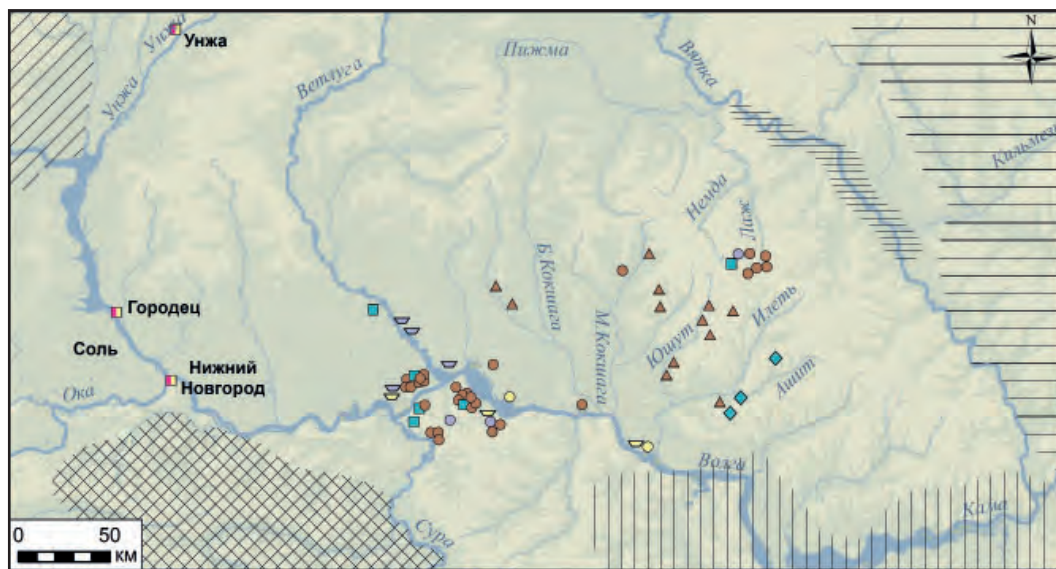 N
Унжа
Унжа
Унжа
Ветлуга
Пижма
Вятка
Кильмезь
Немда
Лаж
Б.Кокшага
М.Кокшага
Илеть
Юшут
Ашит
Городец
Соль
Нижний
Новгород
Ока
Волга
Кама
Сура
0 50
КМ